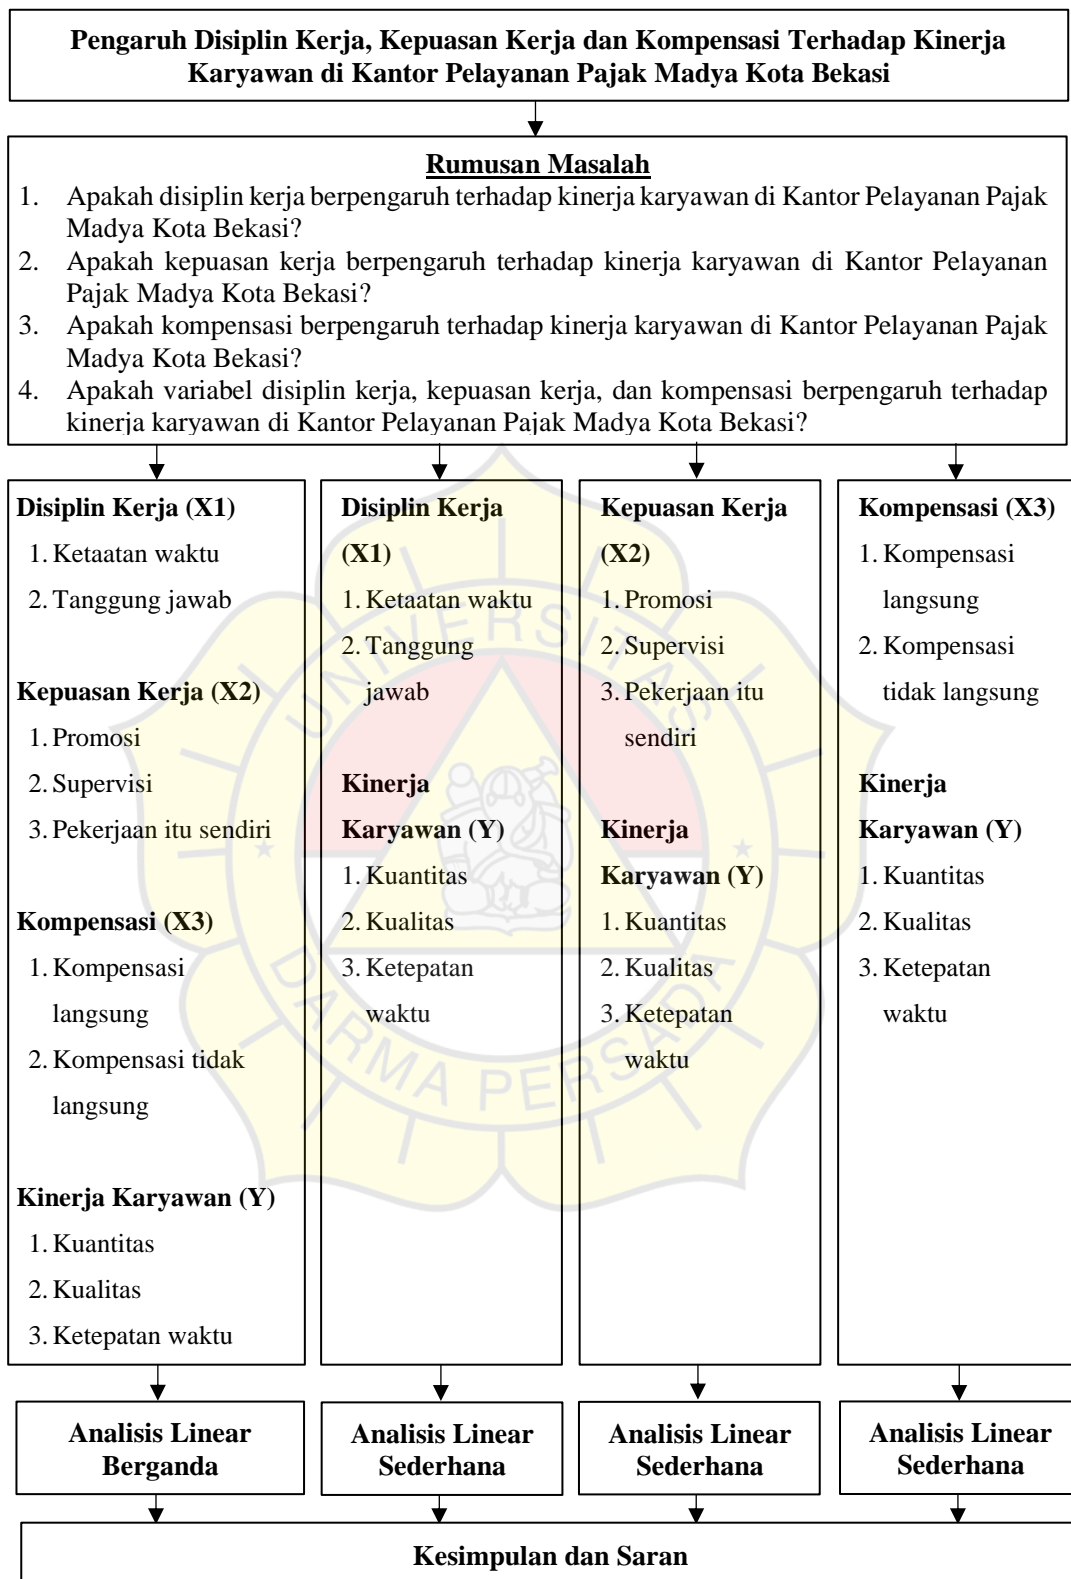 Pengaruh Disiplin Kerja, Kepuasan Kerja dan Kompensasi Terhadap Kinerja
Karyawan di Kantor Pelayanan Pajak Madya Kota Bekasi
Rumusan Masalah
1. Apakah disiplin kerja berpengaruh terhadap kinerja karyawan di Kantor Pelayanan Pajak
Madya Kota Bekasi?
2. Apakah kepuasan kerja berpengaruh terhadap kinerja karyawan di Kantor Pelayanan
Pajak Madya Kota Bekasi?
3. Apakah kompensasi berpengaruh terhadap kinerja karyawan di Kantor Pelayanan Pajak
Madya Kota Bekasi?
4. Apakah variabel disiplin kerja, kepuasan kerja, dan kompensasi berpengaruh terhadap
kinerja karyawan di Kantor Pelayanan Pajak Madya Kota Bekasi?
Disiplin Kerja (X1)
1. Ketaatan waktu
2. Tanggung jawab
Kepuasan Kerja (X2)
1. Promosi
2. Supervisi
3. Pekerjaan itu sendiri
Kompensasi (X3)
1. Kompensasi
langsung
2. Kompensasi tidak
langsung
Kinerja Karyawan (Y)
1. Kuantitas
2. Kualitas
3. Ketepatan waktu
Disiplin Kerja
(X1)
1. Ketaatan waktu
2. Tanggung
jawab
Kinerja
Karyawan (Y)
1. Kuantitas
2. Kualitas
3. Ketepatan
waktu
Kepuasan Kerja
(X2)
1. Promosi
2. Supervisi
3. Pekerjaan itu
sendiri
Kinerja
Karyawan (Y)
1. Kuantitas
2. Kualitas
3. Ketepatan
waktu
Kompensasi (X3)
1. Kompensasi
langsung
2. Kompensasi
tidak langsung
Kinerja
Karyawan (Y)
1. Kuantitas
2. Kualitas
3. Ketepatan
waktu
UNIVERSITAS
DARMA PERSADA
Analisis Linear
Berganda
Analisis Linear
Sederhana
Analisis Linear
Sederhana
Analisis Linear
Sederhana
Kesimpulan dan Saran